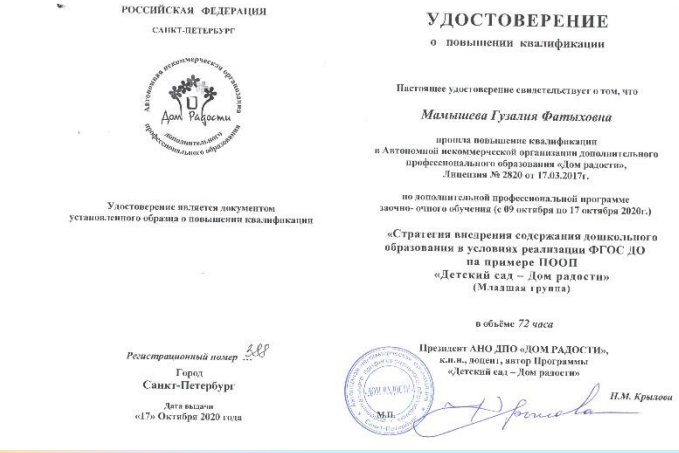 РОССИЙСКАЯ ФЕДЕРАЦИЯ
САНКТ-ПЕТЕРБУРГ
Автономная некоммерческая организация
Дом Радости
дополнительного
профессионального образования
Удостоверение является документом
установленного образца о повышении квалификации
Регистрационный номер 388
Город
Санкт-Петербург
Дата выдачи
«17» Октября 2020 года
УДОСТОВЕРЕНИЕ
о повышении квалификации
Настоящее удостоверение свидетельствует о том, что
Мамышева Гузалия Фатыховна
прошла повышение квалификации
в Автономной некоммерческой организации дополнительного
профессионального образования «Дом радости»,
Лицензия № 2820 от 17.03.2017г.
по дополнительной профессиональной программе
заочно- очного обучения (с 09 октября по 17 октября 2020г.)
«Стратегия внедрения содержания дошкольного
образования в условиях реализации ФГОС ДО
на примере ПООП
«Детский сад – Дом радости»
(Младшая группа)
в объёме 72 часа
Президент АНО ДПО «ДОМ РАДОСТИ»,
к.п.н., доцент, автор Программы
«Детский сад – Дом радости»
Н.М. Крылова
ДОМ РАДОСТИ
М.П.
Санкт-Петербург